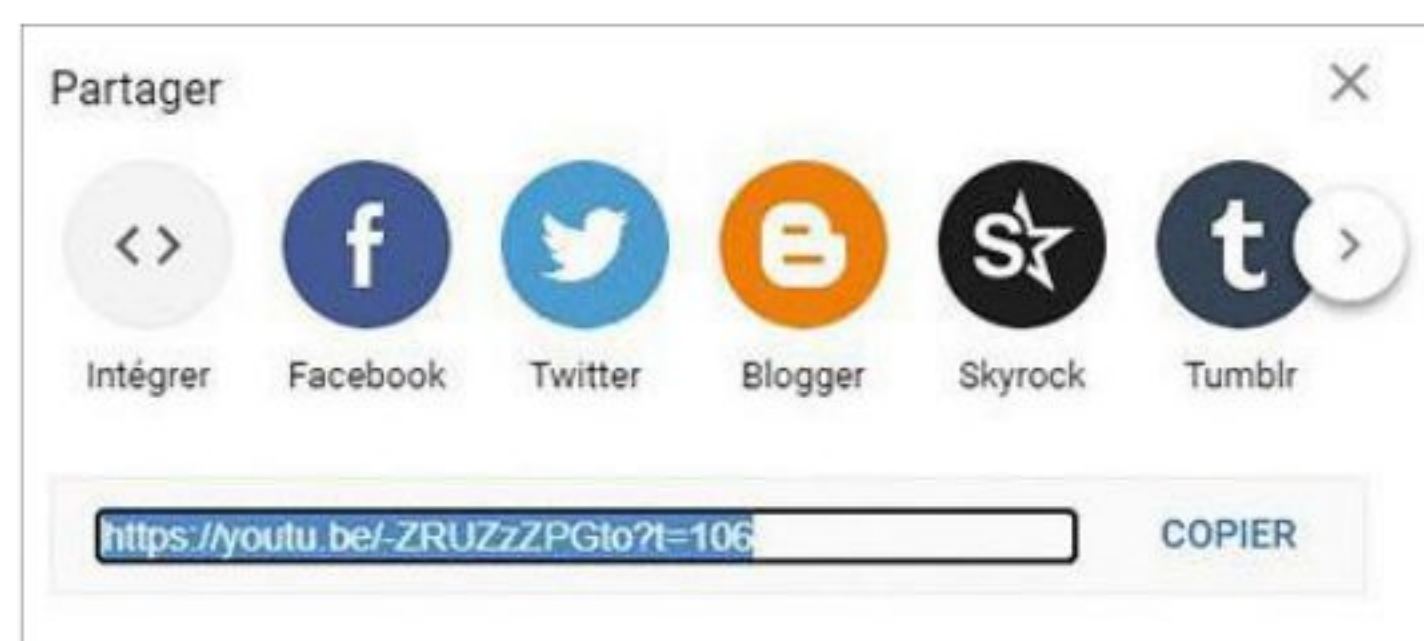 Partager
Intégrer Facebook Twitter Blogger Skyrock Tumblr
https://youtu.be/-ZRUZzZPGto?t=106 COPIER